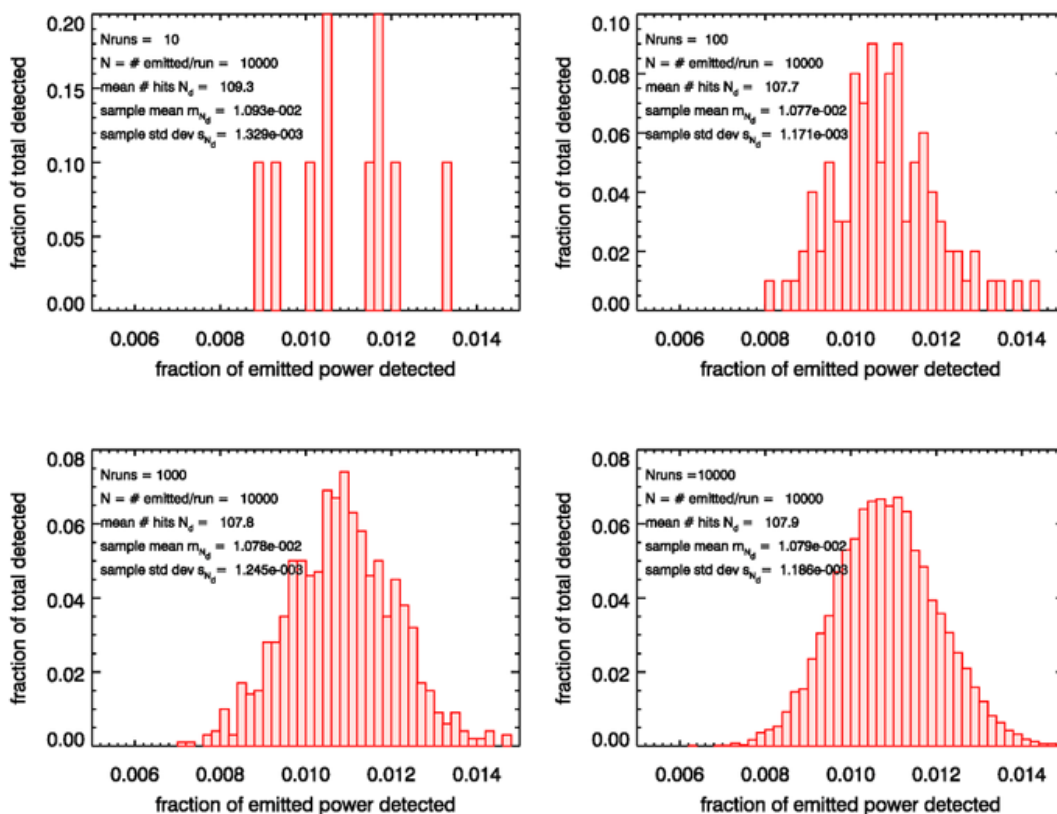 0.20
0.15
0.10
0.05
0.00
fraction of total detected
Nruns = 10
N = # emitted/run = 10000
mean # hits N_d = 109.3
sample mean m_N_d = 1.093e-002
sample std dev s_N_d = 1.329e-003
0.006 0.008 0.010 0.012 0.014
fraction of emitted power detected
0.10
0.08
0.06
0.04
0.02
0.00
fraction of total detected
Nruns = 100
N = # emitted/run = 10000
mean # hits N_d = 107.7
sample mean m_N_d = 1.077e-002
sample std dev s_N_d = 1.171e-003
0.006 0.008 0.010 0.012 0.014
fraction of emitted power detected
0.08
0.06
0.04
0.02
0.00
fraction of total detected
Nruns = 1000
N = # emitted/run = 10000
mean # hits N_d = 107.8
sample mean m_N_d = 1.078e-002
sample std dev s_N_d = 1.245e-003
0.006 0.008 0.010 0.012 0.014
fraction of emitted power detected
0.08
0.06
0.04
0.02
0.00
fraction of total detected
Nruns =10000
N = # emitted/run = 10000
mean # hits N_d = 107.9
sample mean m_N_d = 1.079e-002
sample std dev s_N_d = 1.186e-003
0.006 0.008 0.010 0.012 0.014
fraction of emitted power detected